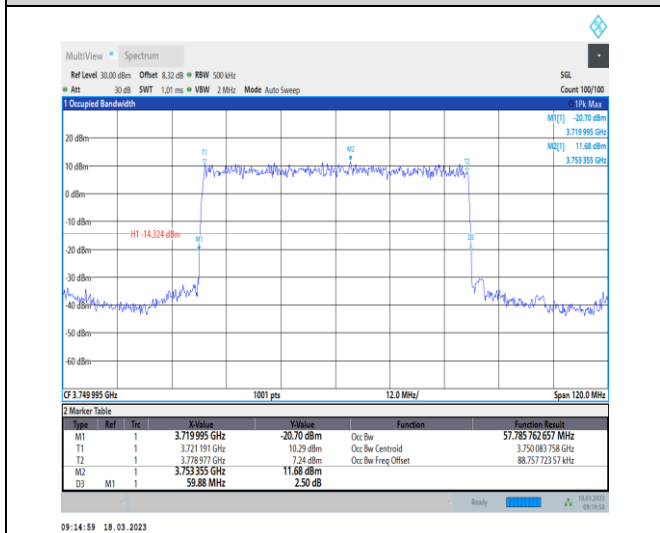 MultiView Spectrum
Ref Level 30.00 dBm Offset 8.32 dB RBW 500 kHz SGL
Att 30 dB SWT 1.01 ms VBW 2 MHz Mode Auto Sweep Count 100/100
1 Occupied Bandwidth 1Pk Max
M1[1] -20.70 dBm
3.719 995 GHz
M2[1] 11.68 dBm
3.753 355 GHz
20 dBm
T1
M2
T2
10 dBm
0 dBm
-10 dBm
H1 -14.324 dBm
M1
D3
-20 dBm
-30 dBm
-40 dBm
-50 dBm
-60 dBm
CF 3.749 995 GHz 1001 pts 12.0 MHz/ Span 120.0 MHz
2 Marker Table
Type Ref Trc X-Value Y-Value Function Function Result
M1 1 3.719 995 GHz -20.70 dBm Occ Bw 57.785 762 657 MHz
T1 1 3.721 191 GHz 10.29 dBm Occ Bw Centroid 3.750 083 758 GHz
T2 1 3.778 977 GHz 7.24 dBm Occ Bw Freq Offset 88.757 723 57 kHz
M2 1 3.753 355 GHz 11.68 dBm
D3 M1 1 59.88 MHz 2.50 dB
Ready 18.03.2023
09:14:58
09:14:59 18.03.2023